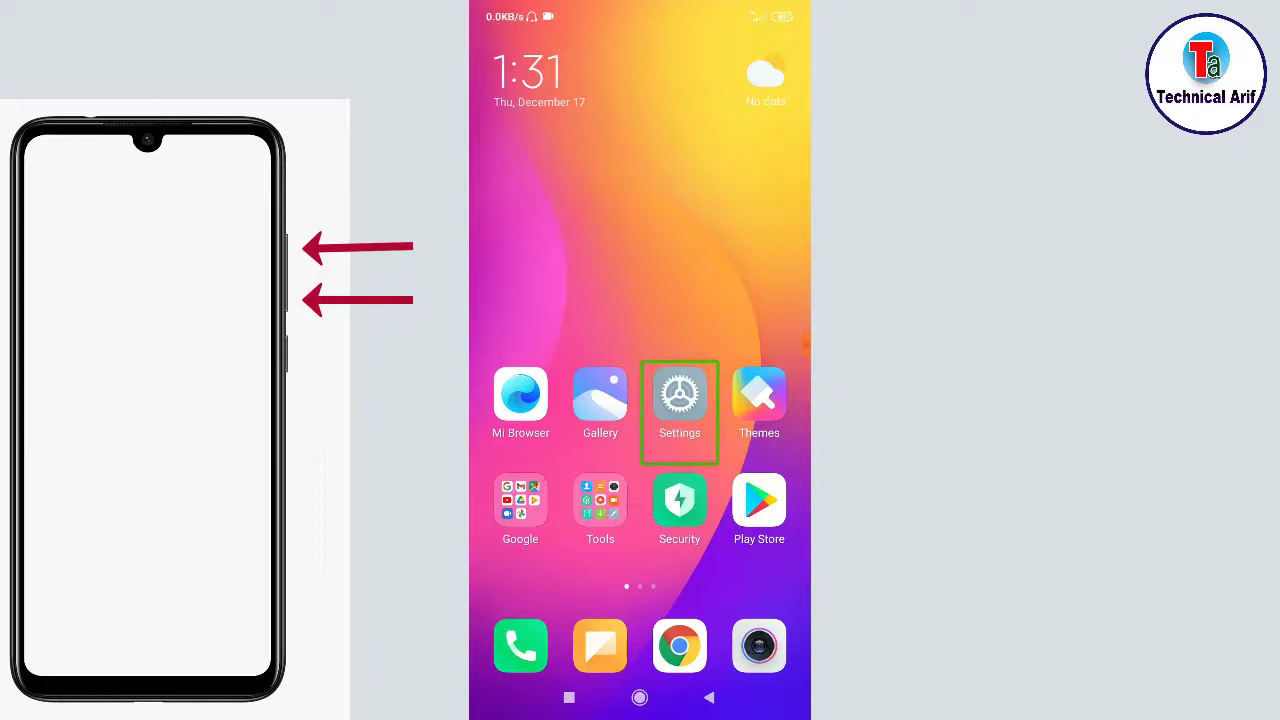 0.0KB/s
1:31
Thu, December 17
No data
Ta
Technical Arif
Mi Browser
Gallery
Settings
Themes
Google
Tools
Security
Play Store